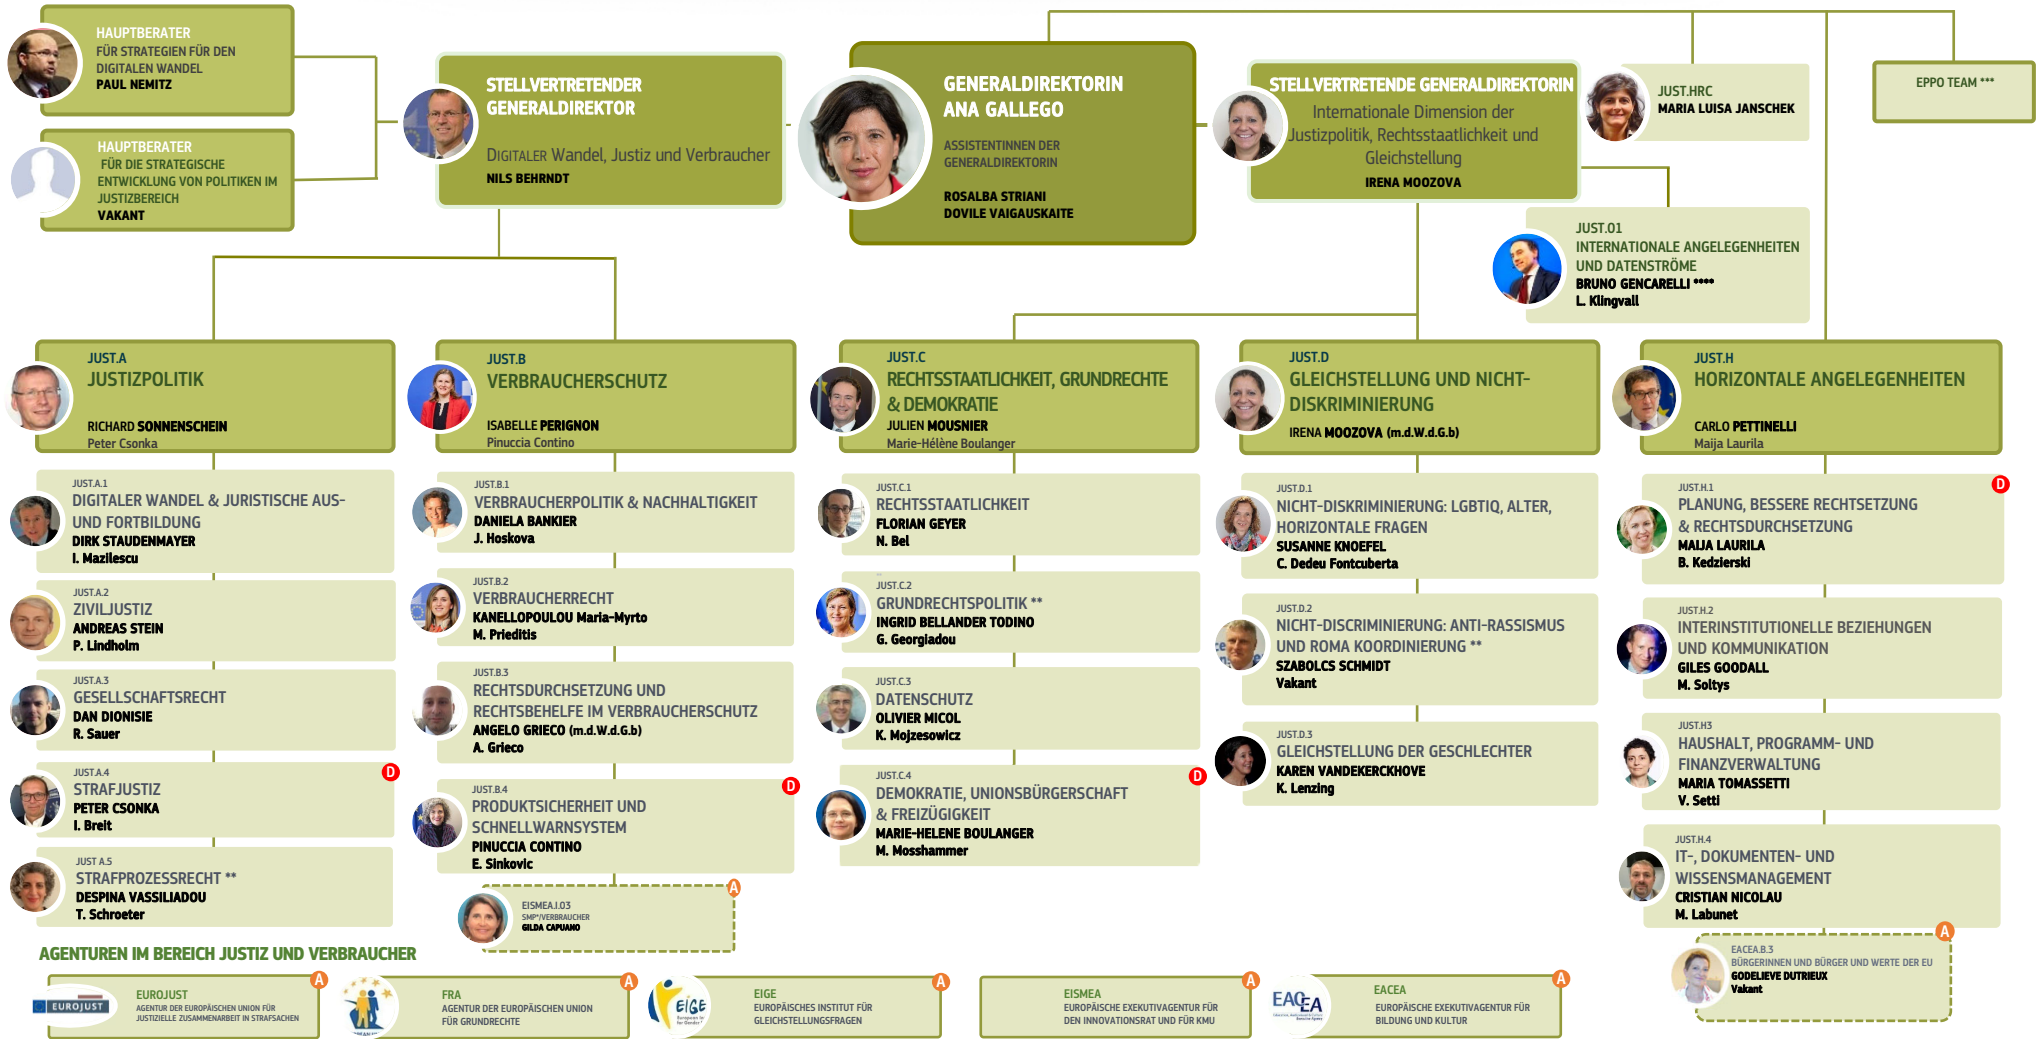 HAUPTBERATER
FÜR STRATEGIEN FÜR DEN
DIGITALEN WANDEL
PAUL NEMITZ
HAUPTBERATER
FÜR DIE STRATEGISCHE
ENTWICKLUNG VON POLITIKEN IM
JUSTIZBEREICH
VAKANT
STELLVERTRETENDER
GENERALDIREKTOR
DIGITALER Wandel, Justiz und Verbraucher
NILS BEHRNDT
GENERALDIREKTORIN
ANA GALLEGO
ASSISTENTINNEN DER
GENERALDIREKTORIN
ROSALBA STRIANI
DOVILE VAIGAUSKAITE
STELLVERTRETENDE GENERALDIREKTORIN
Internationale Dimension der
Justizpolitik, Rechtsstaatlichkeit und
Gleichstellung
IRENA MOOZOVA
JUST.HRC
MARIA LUISA JANSCHEK
EPPO TEAM ***
JUST.01
INTERNATIONALE ANGELEGENHEITEN
UND DATENSTRÖME
BRUNO GENCARELLI ****
L. Klingvall
JUST.A
JUSTIZPOLITIK
RICHARD SONNENSCHEIN
Peter Csonka
JUST.A.1
DIGITALER WANDEL & JURISTISCHE AUS-
UND FORTBILDUNG
DIRK STAUDENMAYER
I. Mazilescu
JUST.A.2
ZIVILJUSTIZ
ANDREAS STEIN
P. Lindholm
JUST.A.3
GESELLSCHAFTSRECHT
DAN DIONISIE
R. Sauer
D
JUST.A.4
STRAFJUSTIZ
PETER CSONKA
I. Breit
JUST A.5
STRAFPROZESSRECHT **
DESPINA VASSILIADOU
T. Schroeter
JUST.B
VERBRAUCHERSCHUTZ
ISABELLE PERIGNON
Pinuccia Contino
JUST.B.1
VERBRAUCHERPOLITIK & NACHHALTIGKEIT
DANIELA BANKIER
J. Hoskova
JUST.B.2
VERBRAUCHERRECHT
KANELLOPOULOU Maria-Myrto
M. Prieditis
JUST.B.3
RECHTSDURCHSETZUNG UND
RECHTSBEHELFE IM VERBRAUCHERSCHUTZ
ANGELO GRIECO (m.d.W.d.G.b)
A. Grieco
D
JUST.B.4
PRODUKTSICHERHEIT UND
SCHNELLWARNSYSTEM
PINUCCIA CONTINO
E. Sinkovic
A
EISMEA.I.03
SMP*/VERBRAUCHER
GILDA CAPUANO
JUST.C
RECHTSSTAATLICHKEIT, GRUNDRECHTE
& DEMOKRATIE
JULIEN MOUSNIER
Marie-Hélène Boulanger
JUST.C.1
RECHTSSTAATLICHKEIT
FLORIAN GEYER
N. Bel
JUST.C.2
GRUNDRECHTSPOLITIK **
INGRID BELLANDER TODINO
G. Georgiadou
JUST.C.3
DATENSCHUTZ
OLIVIER MICOL
K. Mojzesowicz
D
JUST.C.4
DEMOKRATIE, UNIONSBÜRGERSCHAFT
& FREIZÜGIGKEIT
MARIE-HELENE BOULANGER
M. Mosshammer
JUST.D
GLEICHSTELLUNG UND NICHT-
DISKRIMINIERUNG
IRENA MOOZOVA (m.d.W.d.G.b)
JUST.D.1
NICHT-DISKRIMINIERUNG: LGBTIQ, ALTER,
HORIZONTALE FRAGEN
SUSANNE KNOEFEL
C. Dedeu Fontcuberta
JUST.D.2
NICHT-DISCRIMINIERUNG: ANTI-RASSISMUS
UND ROMA KOORDINIERUNG **
SZABOLCS SCHMIDT
Vakant
JUST.D.3
GLEICHSTELLUNG DER GESCHLECHTER
KAREN VANDEKERCKHOVE
K. Lenzing
JUST.H
HORIZONTALE ANGELEGENHEITEN
CARLO PETTINELLI
Maija Laurila
D
JUST.H.1
PLANUNG, BESSERE RECHTSETZUNG
& RECHTSDURCHSETZUNG
MAIJA LAURILA
B. Kedzierski
JUST.H.2
INTERINSTITUTIONELLE BEZIEHUNGEN
UND KOMMUNIKATION
GILES GOODALL
M. Soltys
JUST.H3
HAUSHALT, PROGRAMM- UND
FINANZVERWALTUNG
MARIA TOMASSETTI
V. Setti
JUST.H.4
IT-, DOKUMENTEN- UND
WISSENSMANAGEMENT
CRISTIAN NICOLAU
M. Labunet
A
EACEA.B.3
BÜRGERINNEN UND BÜRGER UND WERTE DER EU
GODELIEVE DUTRIEUX
Vakant
AGENTUREN IM BEREICH JUSTIZ UND VERBRAUCHER
EUROJUST
A
EUROJUST
AGENTUR DER EUROPÄISCHEN UNION FÜR
JUSTIZIELLE ZUSAMMENARBEIT IN STRAFSACHEN
A
FRA
AGENTUR DER EUROPÄISCHEN UNION
FÜR GRUNDRECHTE
EIGE
A
EIGE
EUROPÄISCHES INSTITUT FÜR
GLEICHSTELLUNGSFRAGEN
A
EISMEA
EUROPÄISCHE EXEKUTIVAGENTUR FÜR
DEN INNOVATIONSRAT UND FÜR KMU
EACEA
A
EACEA
EUROPÄISCHE EXEKUTIVAGENTUR FÜR
BILDUNG UND KULTUR